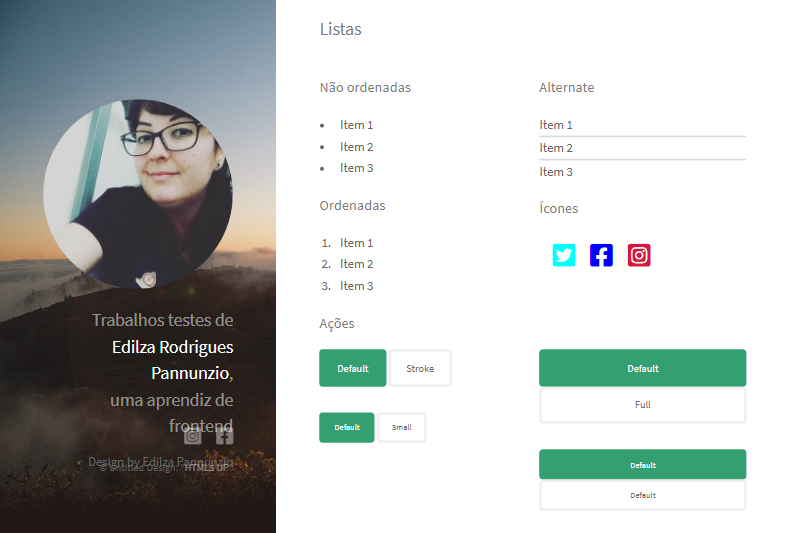 Trabalhos testes de
Edilza Rodrigues
Pannunzio,
uma aprendiz de
frontend
Design by Edilza Pannunzio
© Untitled Design. HTML5 UP
Listas
Não ordenadas
• Item 1
• Item 2
• Item 3
Ordenadas
1. Item 1
2. Item 2
3. Item 3
Ações
Default Stroke
Default Small
Alternate
Item 1
Item 2
Item 3
Ícones
Default
Full
Default
Default